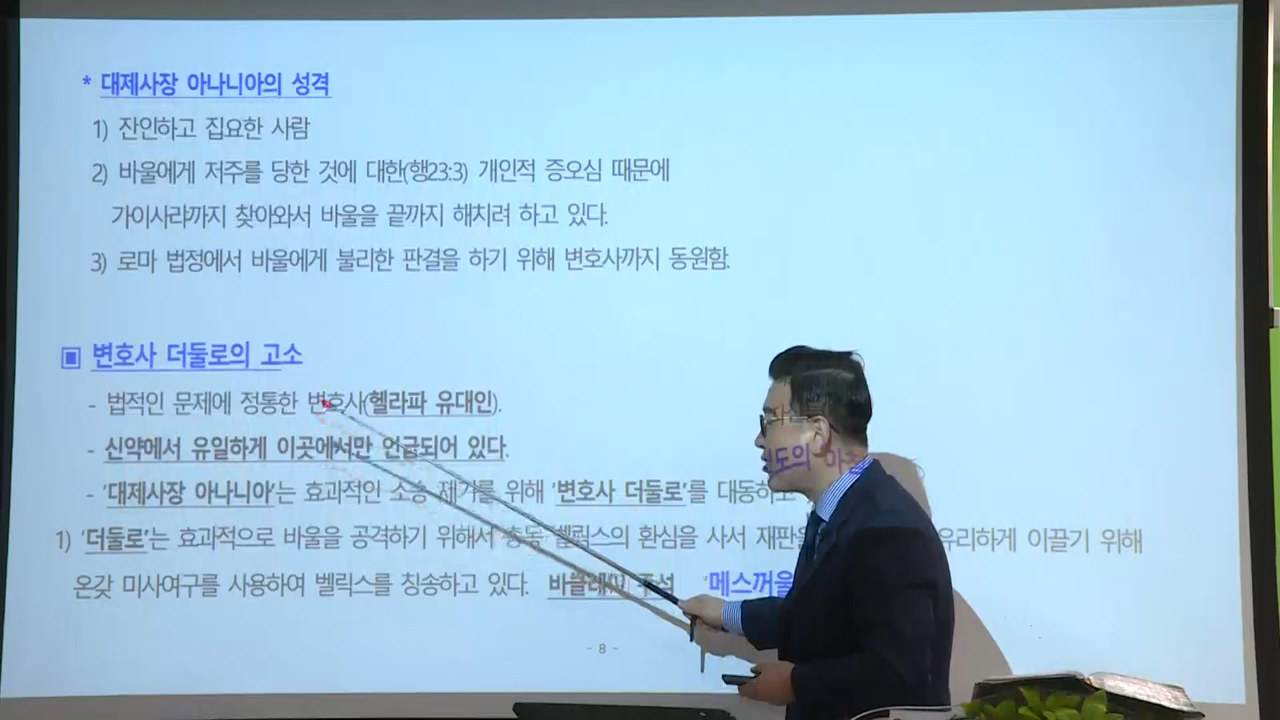 * 대제사장 아나니아의 성격
1) 잔인하고 집요한 사람
2) 바울에게 저주를 당한 것에 대한(행23:3) 개인적 증오심 때문에
가이사랴까지 찾아와서 바울을 끝까지 해치려 하고 있다.
3) 로마 법정에서 바울에게 불리한 판결을 하기 위해 변호사까지 동원함.
▣ 변호사 더둘로의 고소
- 법적인 문제에 정통한 변호사(헬라파 유대인).
- 신약에서 유일하게 이곳에서만 언급되어 있다.
- '대제사장 아나니아'는 효과적인 소송 제기를 위해 '변호사 더둘로'를 대동하고
1) '더둘로'는 효과적으로 바울을 공격하기 위해서 총독 벨릭스의 환심을 사서 유리하게 이끌기 위해
온갖 미사여구를 사용하여 벨릭스를 칭송하고 있다. 주석
- 8 -